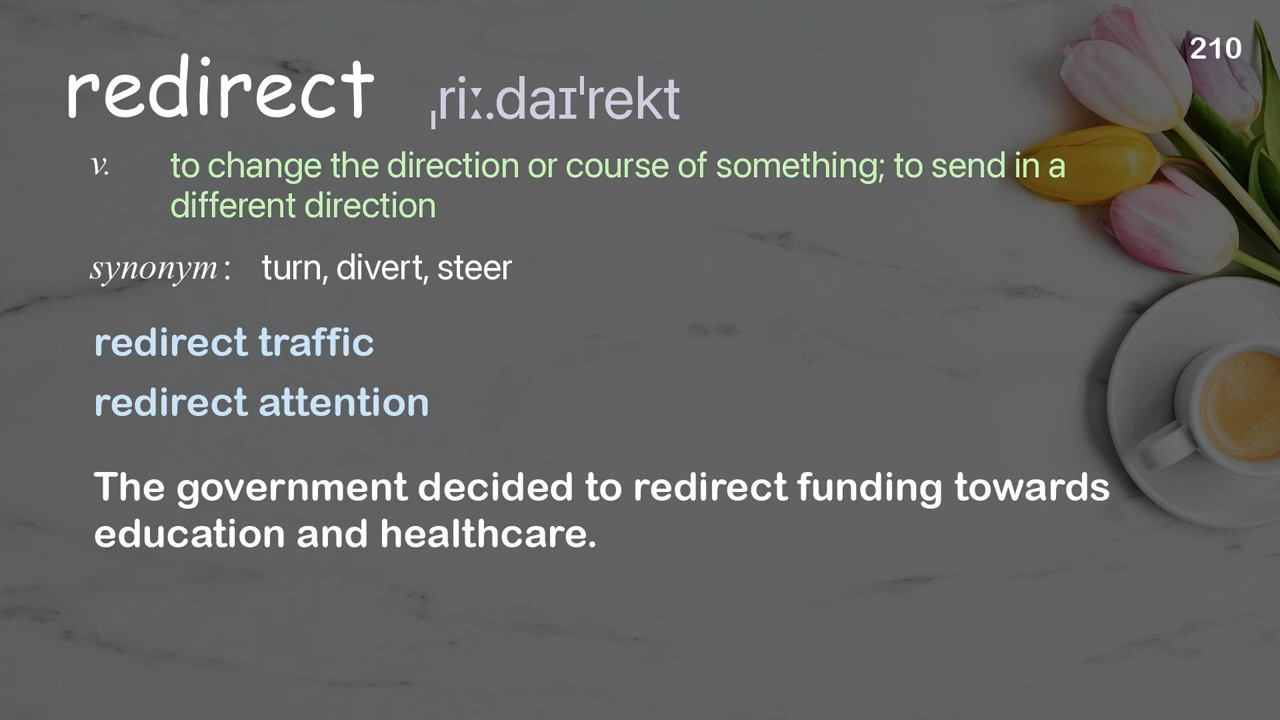 210
redirect ˌriː.daɪˈrekt
v. to change the direction or course of something; to send in a
different direction
synonym: turn, divert, steer
redirect traffic
redirect attention
The government decided to redirect funding towards
education and healthcare.